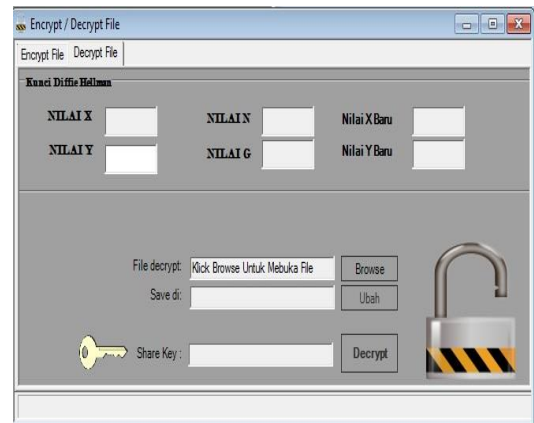 Encrypt / Decrypt File
Encrypt File Decrypt File
Kunci Diffie Hellman
NILAI X NILAI N Nilai X Baru
NILAI Y NILAI G Nilai Y Baru
File decrypt: Klick Browse Untuk Mebuka File Browse
Save di: Ubah
Share Key : Decrypt